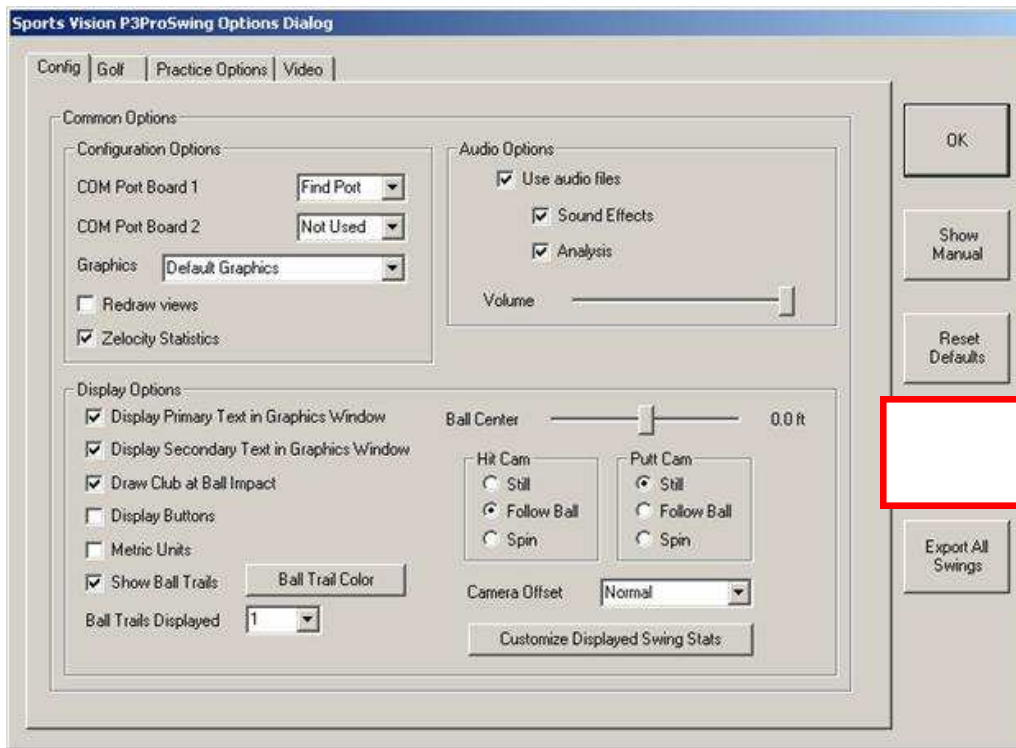 Sports Vision P3ProSwing Options Dialog
Config Golf Practice Options Video
Common Options
Configuration Options
COM Port Board 1 Find Port
COM Port Board 2 Not Used
Graphics Default Graphics
Redraw views
Zelocity Statistics
Audio Options
Use audio files
Sound Effects
Analysis
Volume
Display Options
Display Primary Text in Graphics Window
Display Secondary Text in Graphics Window
Draw Club at Ball Impact
Display Buttons
Metric Units
Show Ball Trails Ball Trail Color
Ball Trails Displayed 1
Ball Center 0.0 ft
Hit Cam
Still
Follow Ball
Spin
Putt Cam
Still
Follow Ball
Spin
Camera Offset Normal
Customize Displayed Swing Stats
OK
Show
Manual
Reset
Defaults
Export All
Swings